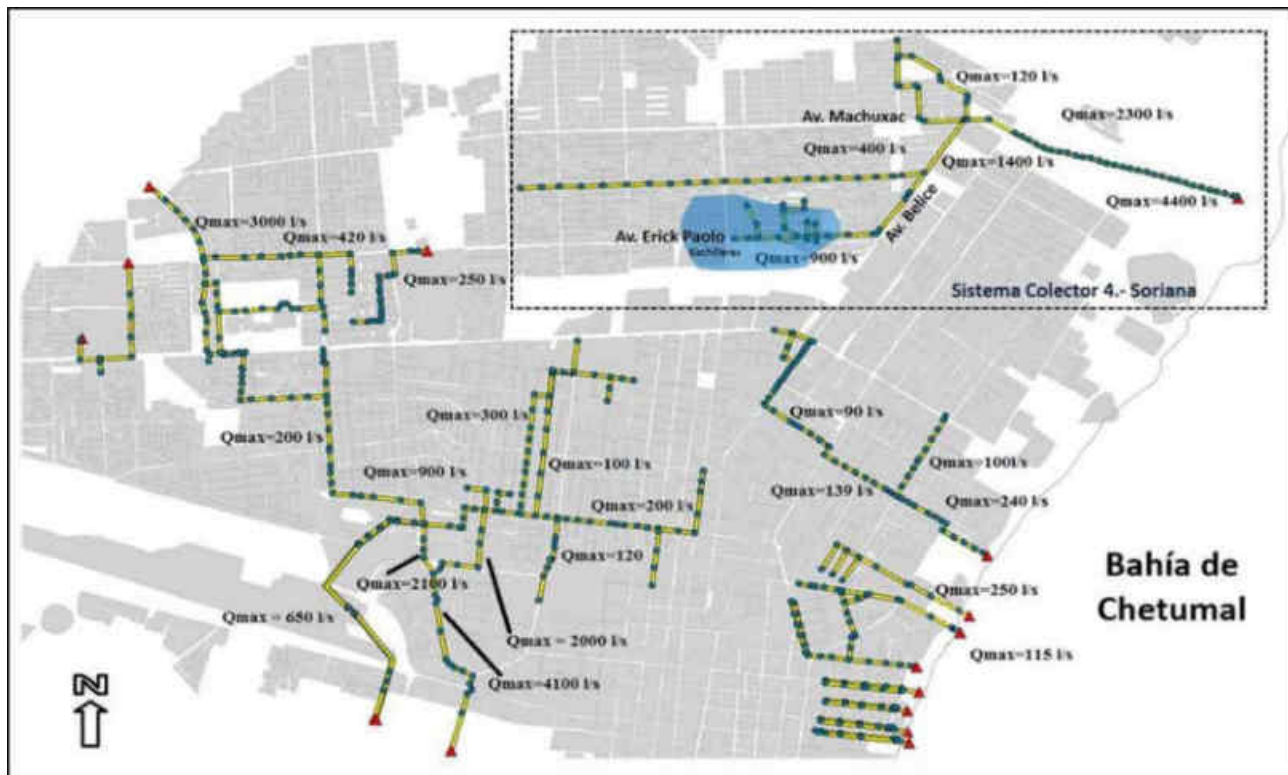 Qmax=120 l/s
Av. Machuxac
Qmax=2300 l/s
Qmax=400 l/s
Qmax=1400 l/s
Av. Belice
Qmax=4400 l/s
Av. Erick Paolo
Qmax=900 l/s
Sistema Colector 4.- Soriana
Qmax=3000 l/s
Qmax=420 l/s
Qmax=250 l/s
Qmax=300 l/s
Qmax=90 l/s
Qmax=200 l/s
Qmax=900 l/s
Qmax=100 l/s
Qmax=100l/s
Qmax=200 l/s
Qmax=139 l/s
Qmax=240 l/s
Qmax=120
Qmax=2100 l/s
Qmax=250 l/s
Bahía de
Chetumal
Qmax = 650 l/s
Qmax = 2000 l/s
Qmax=115 l/s
Qmax=4100 l/s
N